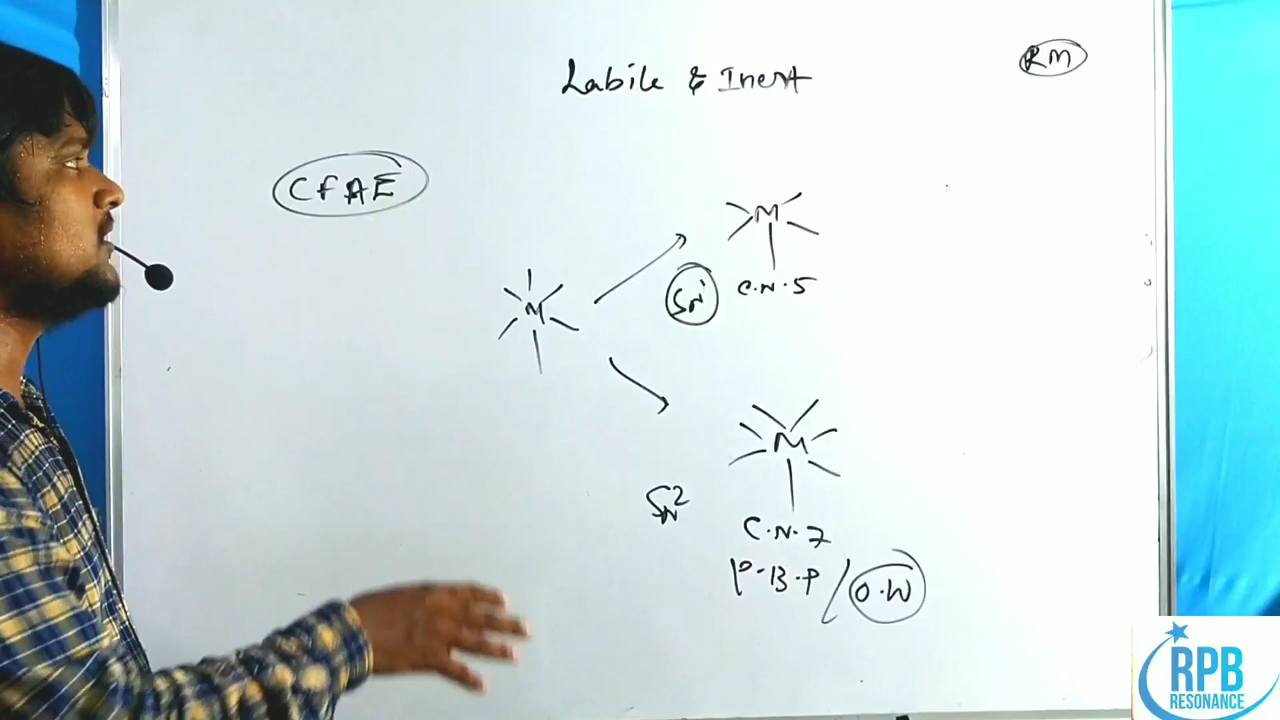 Labile & Inert
RM
CFAE
M
M
SN1
C.N.5
M
SN2
C.N.7
P.B.P / O.W
RPB
RESONANCE